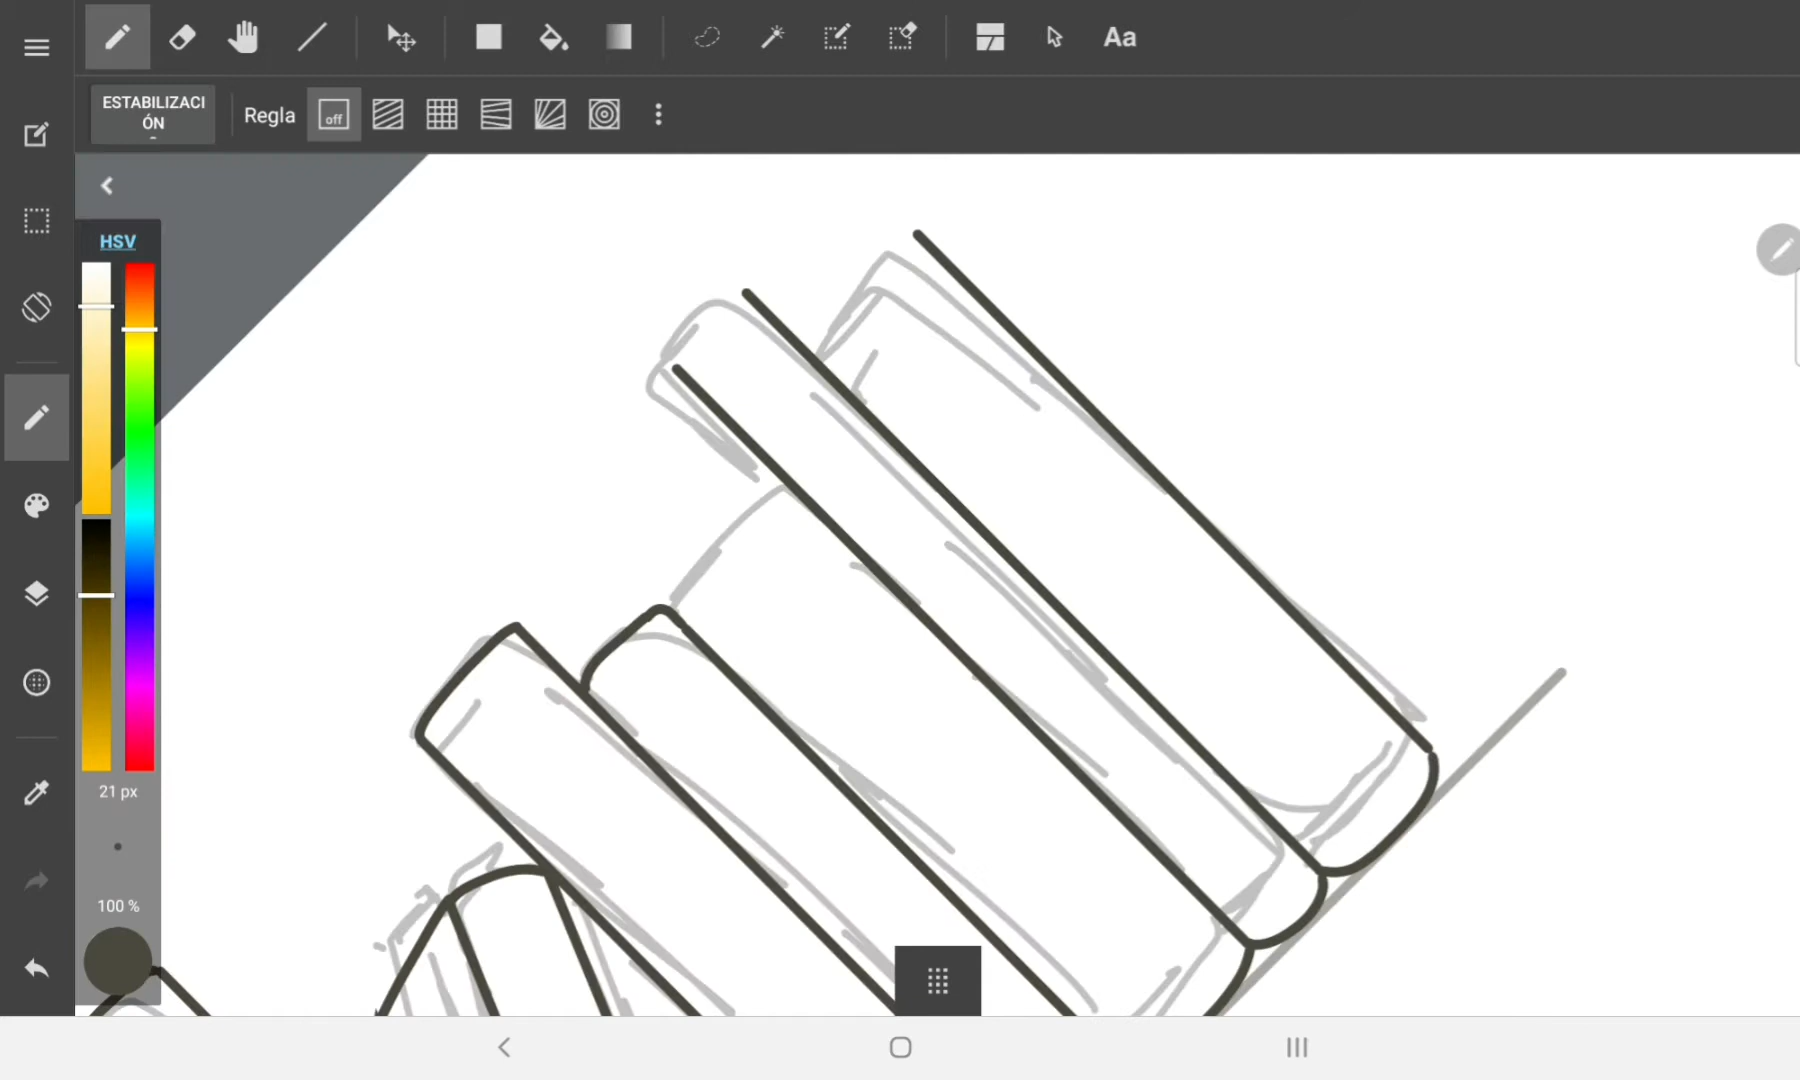 Aa
ESTABILIZACI
ÓN
Regla
off
HSV
21 px
100 %